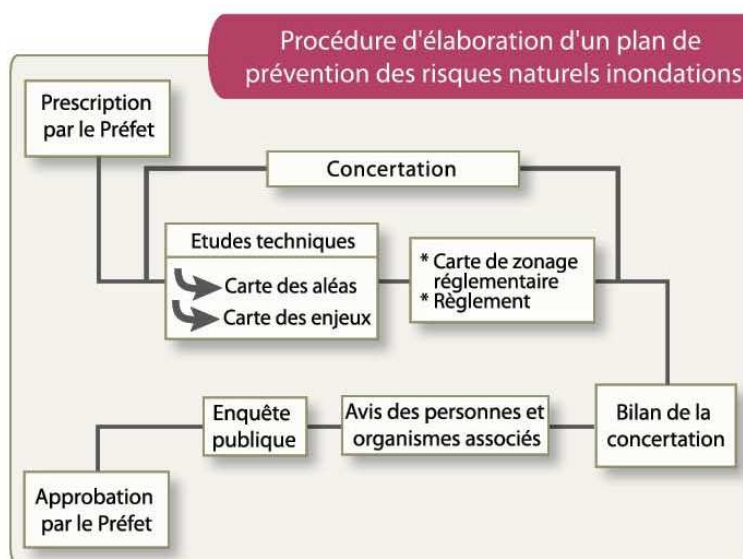 Procédure d'élaboration d'un plan de
prévention des risques naturels inondations
Prescription
par le Préfet
Concertation
Etudes techniques
Carte des aléas
Carte des enjeux
* Carte de zonage
réglementaire
* Règlement
Bilan de la
concertation
Avis des personnes et
organismes associés
Enquête
publique
Approbation
par le Préfet